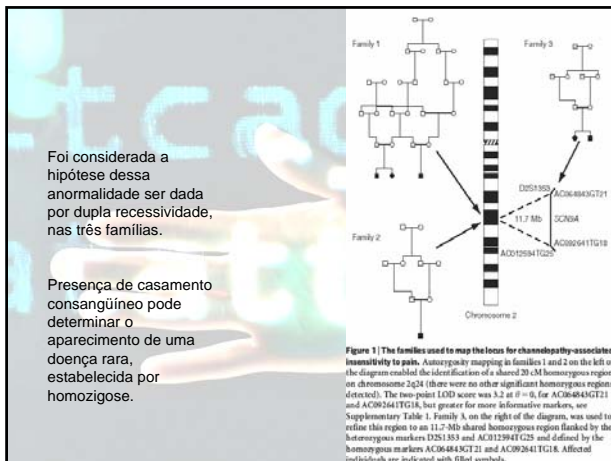 tcac
Foi considerada a
hipótese dessa
anormalidade ser dada
por dupla recessividade,
nas três famílias.
Presença de casamento
consangüíneo pode
determinar o
aparecimento de uma
doença rara,
estabelecida por
homozigose.
Family 1
Family 3
Family 2
D2S1353
AC064843GT21
11.7 Mb
SCN9A
AC092641TG18
AC012594TG25
Chromosome 2
Figure 1 | The families used to map the locus for channelopathy-associated
insensitivity to pain. Autozygosity mapping in families 1 and 2 on the left of
the diagram enabled the identification of a shared 20 cM homozygous region
on chromosome 2q24 (there were no other significant homozygous regions
detected). The two-point LOD score was 3.2 at θ = 0, for AC064843GT21
and AC092641TG18, but greater for more informative markers, see
Supplementary Table 1. Family 3, on the right of the diagram, was used to
refine this region to an 11.7-Mb shared homozygous region flanked by the
heterozygous markers D2S1353 and AC012594TG25 and defined by the
homozygous markers AC064843GT21 and AC092641TG18. Affected
individuals are indicated with filled symbols.